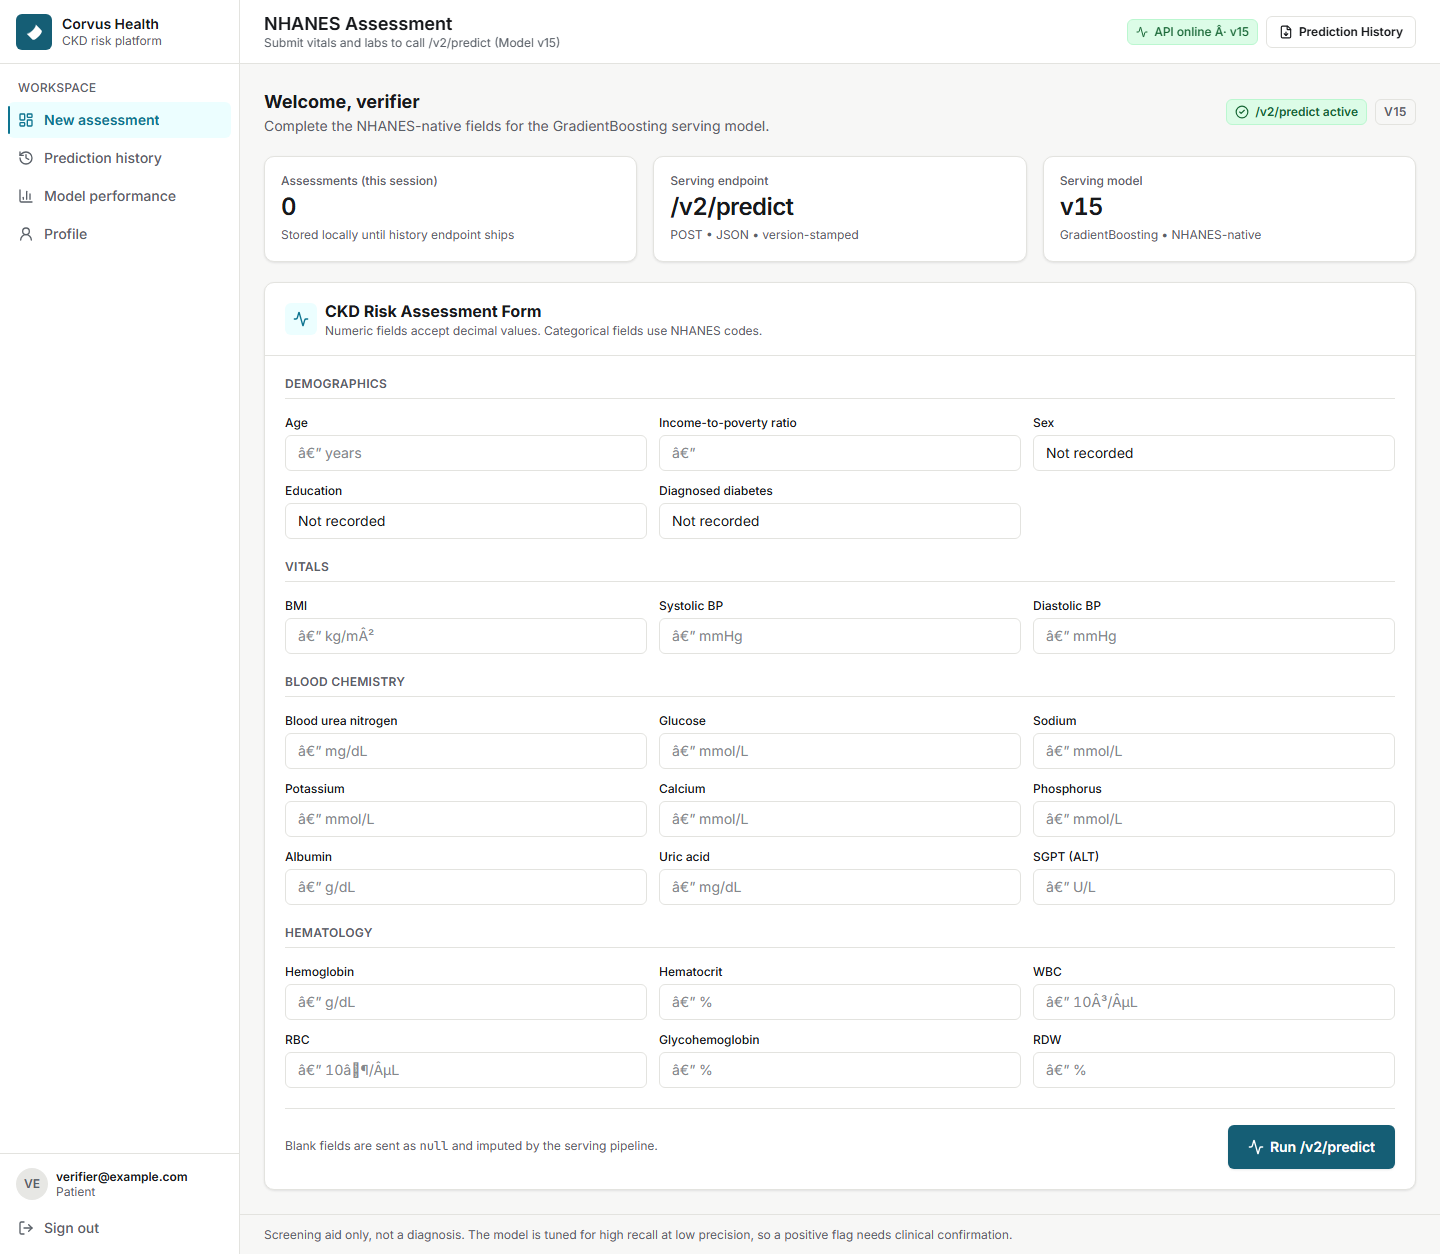 Corvus Health
CKD risk platform
WORKSPACE
New assessment
Prediction history
Model performance
Profile
verifier@example.com
VE
Patient
Sign out
NHANES Assessment
Submit vitals and labs to call /v2/predict (Model v15)
API online Â· v15
Prediction History
Welcome, verifier
Complete the NHANES-native fields for the GradientBoosting serving model.
/v2/predict active
V15
Assessments (this session)
0
Stored locally until history endpoint ships
Serving endpoint
/v2/predict
POST • JSON • version-stamped
Serving model
v15
GradientBoosting • NHANES-native
CKD Risk Assessment Form
Numeric fields accept decimal values. Categorical fields use NHANES codes.
DEMOGRAPHICS
Age
â€” years
Income-to-poverty ratio
â€”
Sex
Not recorded
Education
Not recorded
Diagnosed diabetes
Not recorded
VITALS
BMI
â€” kg/mÂ²
Systolic BP
â€” mmHg
Diastolic BP
â€” mmHg
BLOOD CHEMISTRY
Blood urea nitrogen
â€” mg/dL
Glucose
â€” mmol/L
Sodium
â€” mmol/L
Potassium
â€” mmol/L
Calcium
â€” mmol/L
Phosphorus
â€” mmol/L
Albumin
â€” g/dL
Uric acid
â€” mg/dL
SGPT (ALT)
â€” U/L
HEMATOLOGY
Hemoglobin
â€” g/dL
Hematocrit
â€” %
WBC
â€” 10Â³/ÂµL
RBC
â€” 10â¶/ÂµL
Glycohemoglobin
â€” %
RDW
â€” %
Blank fields are sent as null and imputed by the serving pipeline.
Run /v2/predict
Screening aid only, not a diagnosis. The model is tuned for high recall at low precision, so a positive flag needs clinical confirmation.